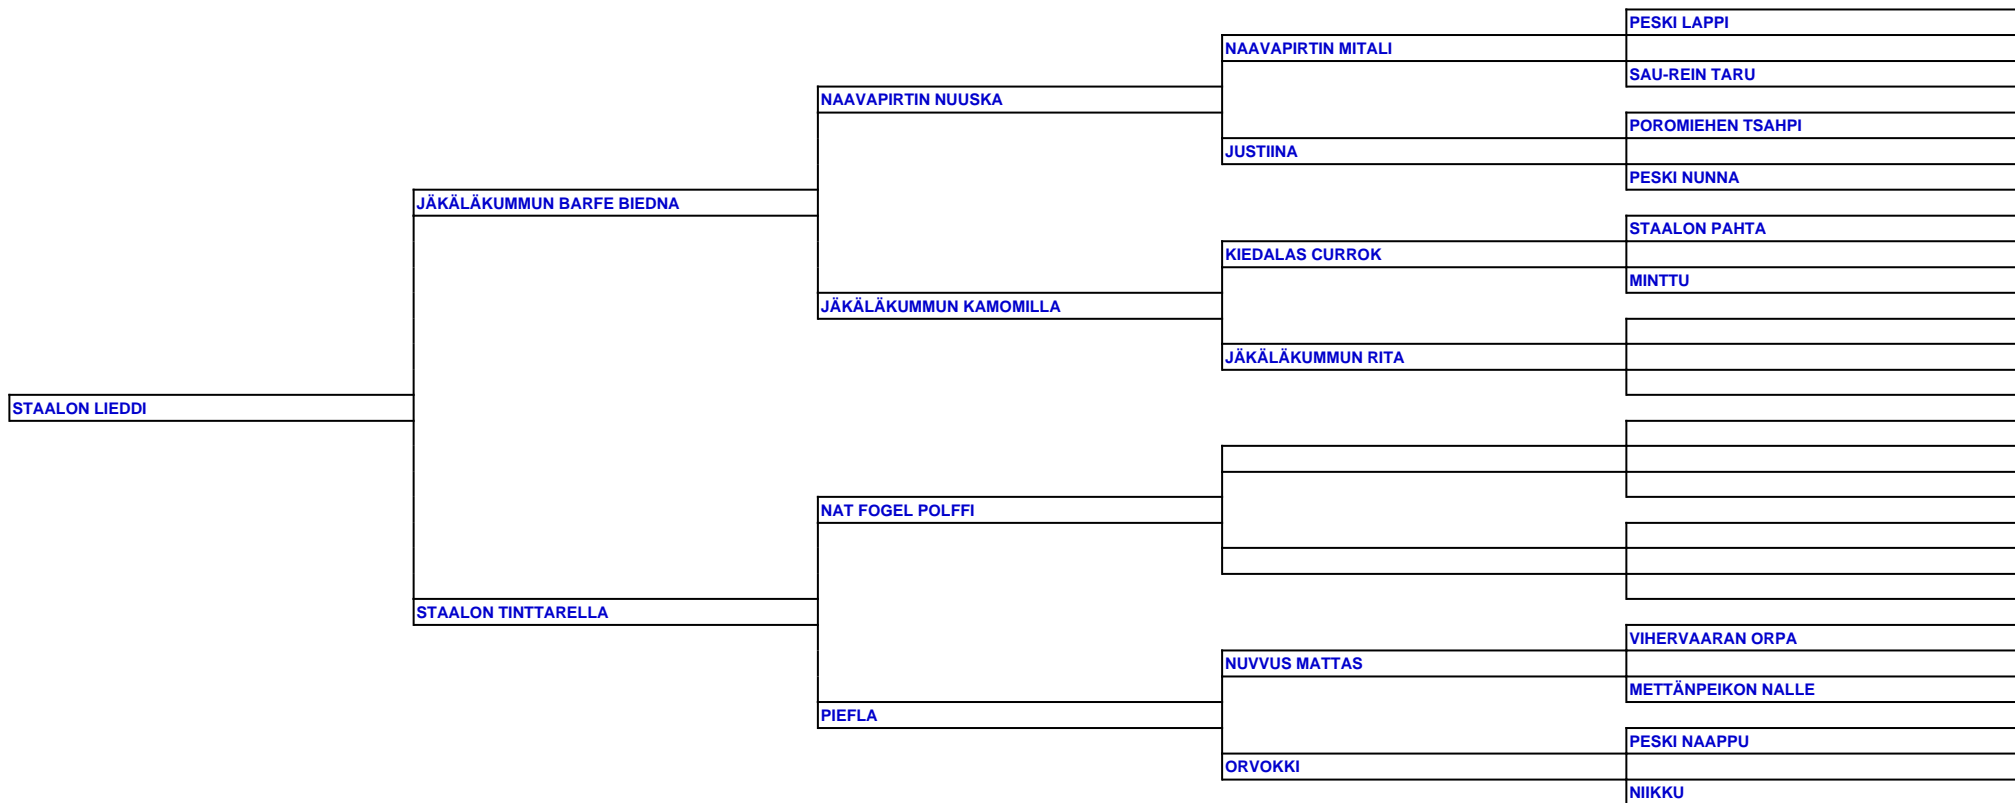 PESKI LAPPI
NAAVAPIRTIN MITALI
SAU-REIN TARU
NAAVAPIRTIN NUUSKA
POROMIEHEN TSAHPI
JUSTIINA
PESKI NUNNA
JÄKÄLÄKUMMUN BARFE BIEDNA
STAALON PAHTA
KIEDALAS CURROK
MINTTU
JÄKÄLÄKUMMUN KAMOMILLA
JÄKÄLÄKUMMUN RITA
STAALON LIEDDI
NAT FOGEL POLFFI
STAALON TINTTARELLA
VIHERVAARAN ORPA
NUVVUS MATTAS
METTÄNPEIKON NALLE
PIEFLA
PESKI NAAPPU
ORVOKKI
NIIKKU